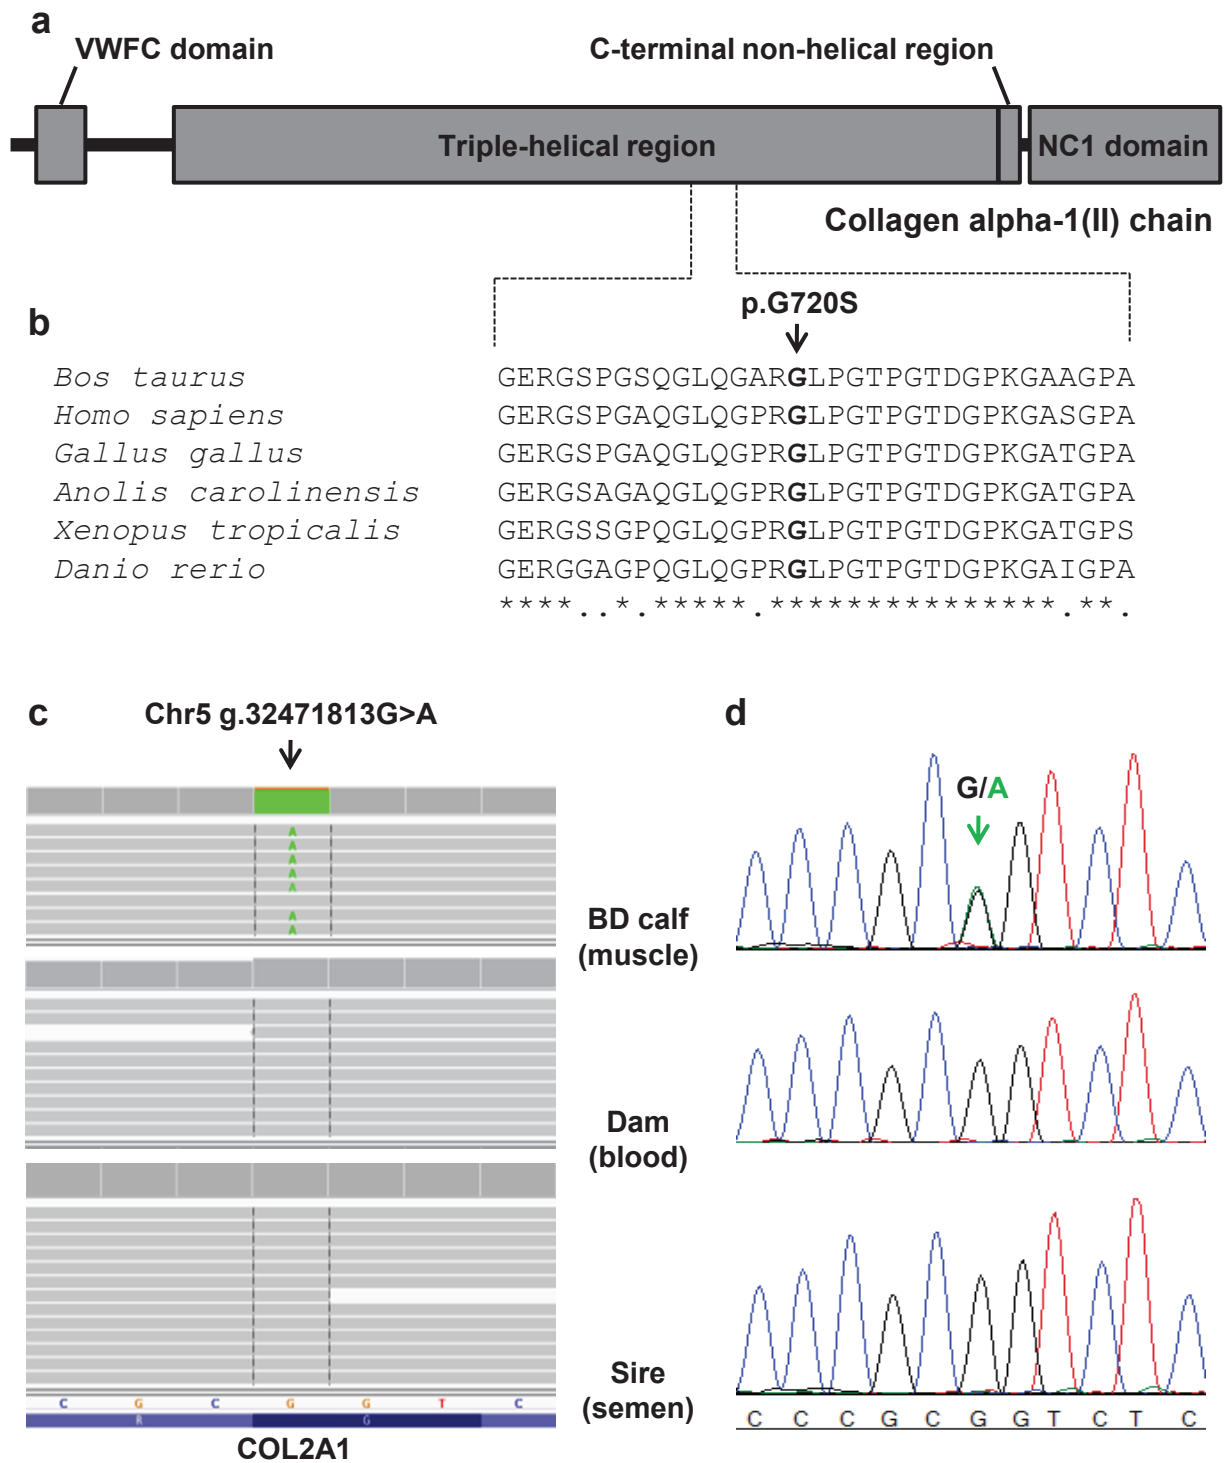 a
VWFC domain
C-terminal non-helical region
Triple-helical region
NC1 domain
Collagen alpha-1(II) chain
p.G720S
b
Bos taurus GERGSPGSQGLQGARGLPGTPGTDGPKGAAGPA
Homo sapiens GERGSPGAQGLQGPRGLPGTPGTDGPKGASGPA
Gallus gallus GERGSPGAQGLQGPRGLPGTPGTDGPKGATGPA
Anolis carolinensis GERGSAGAQGLQGPRGLPGTPGTDGPKGATGPA
Xenopus tropicalis GERGSSGPQGLQGPRGLPGTPGTDGPKGATGPS
Danio rerio GERGGAGPQGLQGPRGLPGTPGTDGPKGAIGPA
****..*.*****.***************.**.
c
Chr5 g.32471813G>A
A
A
A
A
A
A
A
C G C G G T C
R G
COL2A1
d
G/A
BD calf
(muscle)
Dam
(blood)
Sire
(semen)
C C C G C G G T C T C